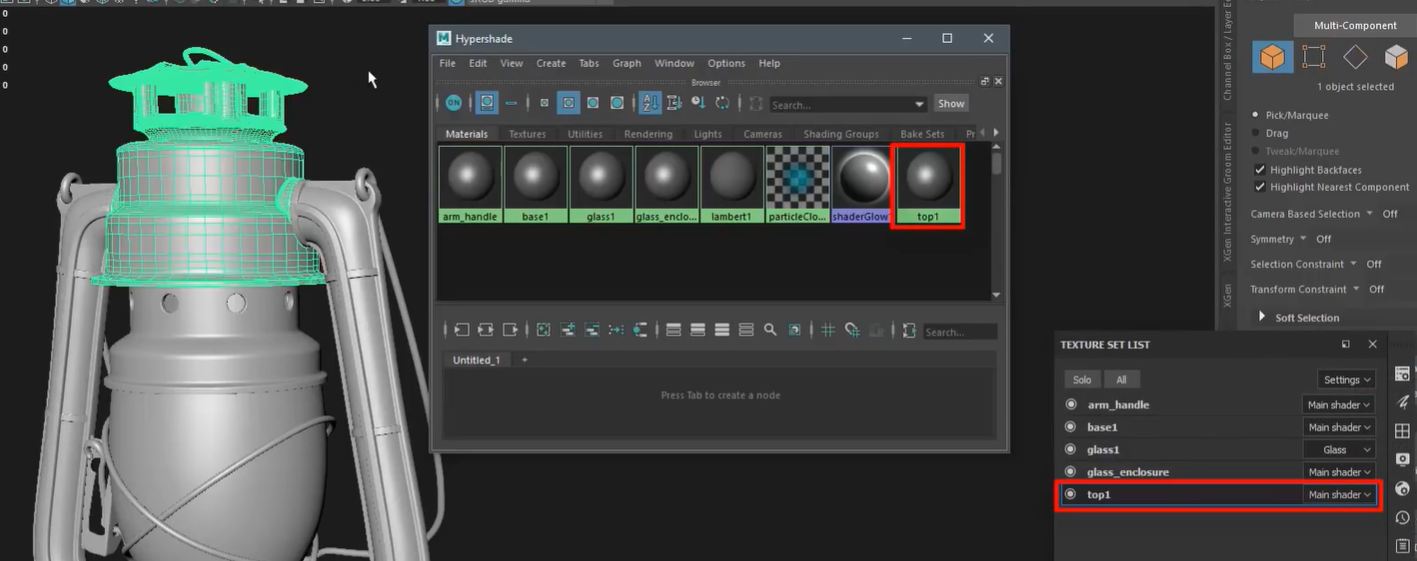 0
0
0
0
0
Hypershade
File Edit View Create Tabs Graph Window Options Help
Browser
ON
Search...
Show
Materials Textures Utilities Rendering Lights Cameras Shading Groups Bake Sets
arm_handle base1 glass1 glass_enclo... lambert1 particleClo... shaderGlow top1
Search...
Untitled_1 +
Press Tab to create a node
Multi-Component
1 object selected
Pick/Marquee
Drag
Tweak/Marquee
Highlight Backfaces
Highlight Nearest Component
Camera Based Selection Off
Symmetry Off
Selection Constraint Off
Transform Constraint Off
Soft Selection
XGen Interactive Groom Editor
XGen
TEXTURE SET LIST
Solo All Settings
arm_handle Main shader
base1 Main shader
glass1 Glass
glass_enclosure Main shader
top1 Main shader